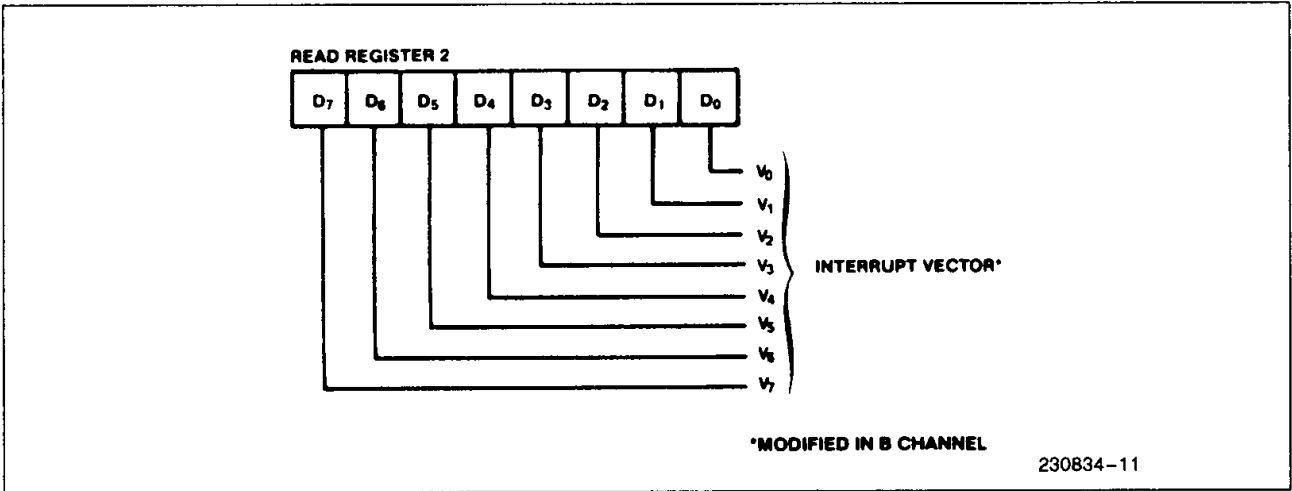 READ REGISTER 2
D7 D6 D5 D4 D3 D2 D1 D0
V0
V1
V2
V3
INTERRUPT VECTOR*
V4
V5
V6
V7
*MODIFIED IN B CHANNEL
230834-11